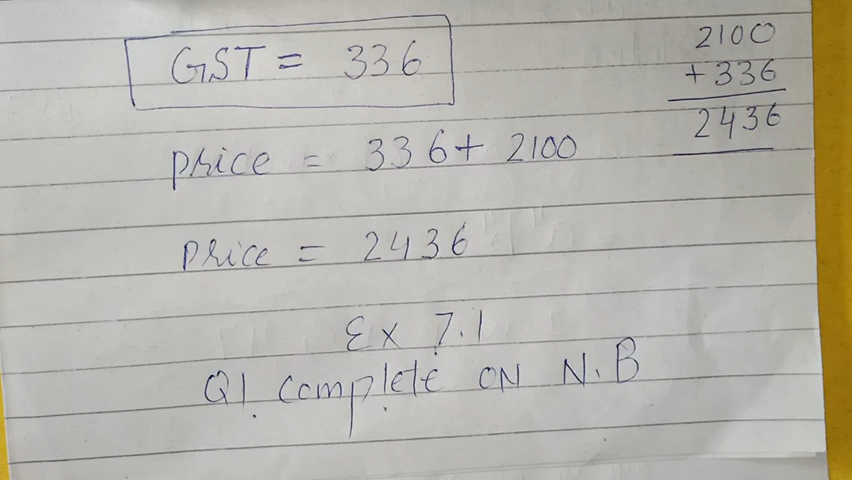 GST = 336
2100
+336
2436
price = 336+ 2100
price = 2436
Ex 7.1
Q1. Complete ON N.B